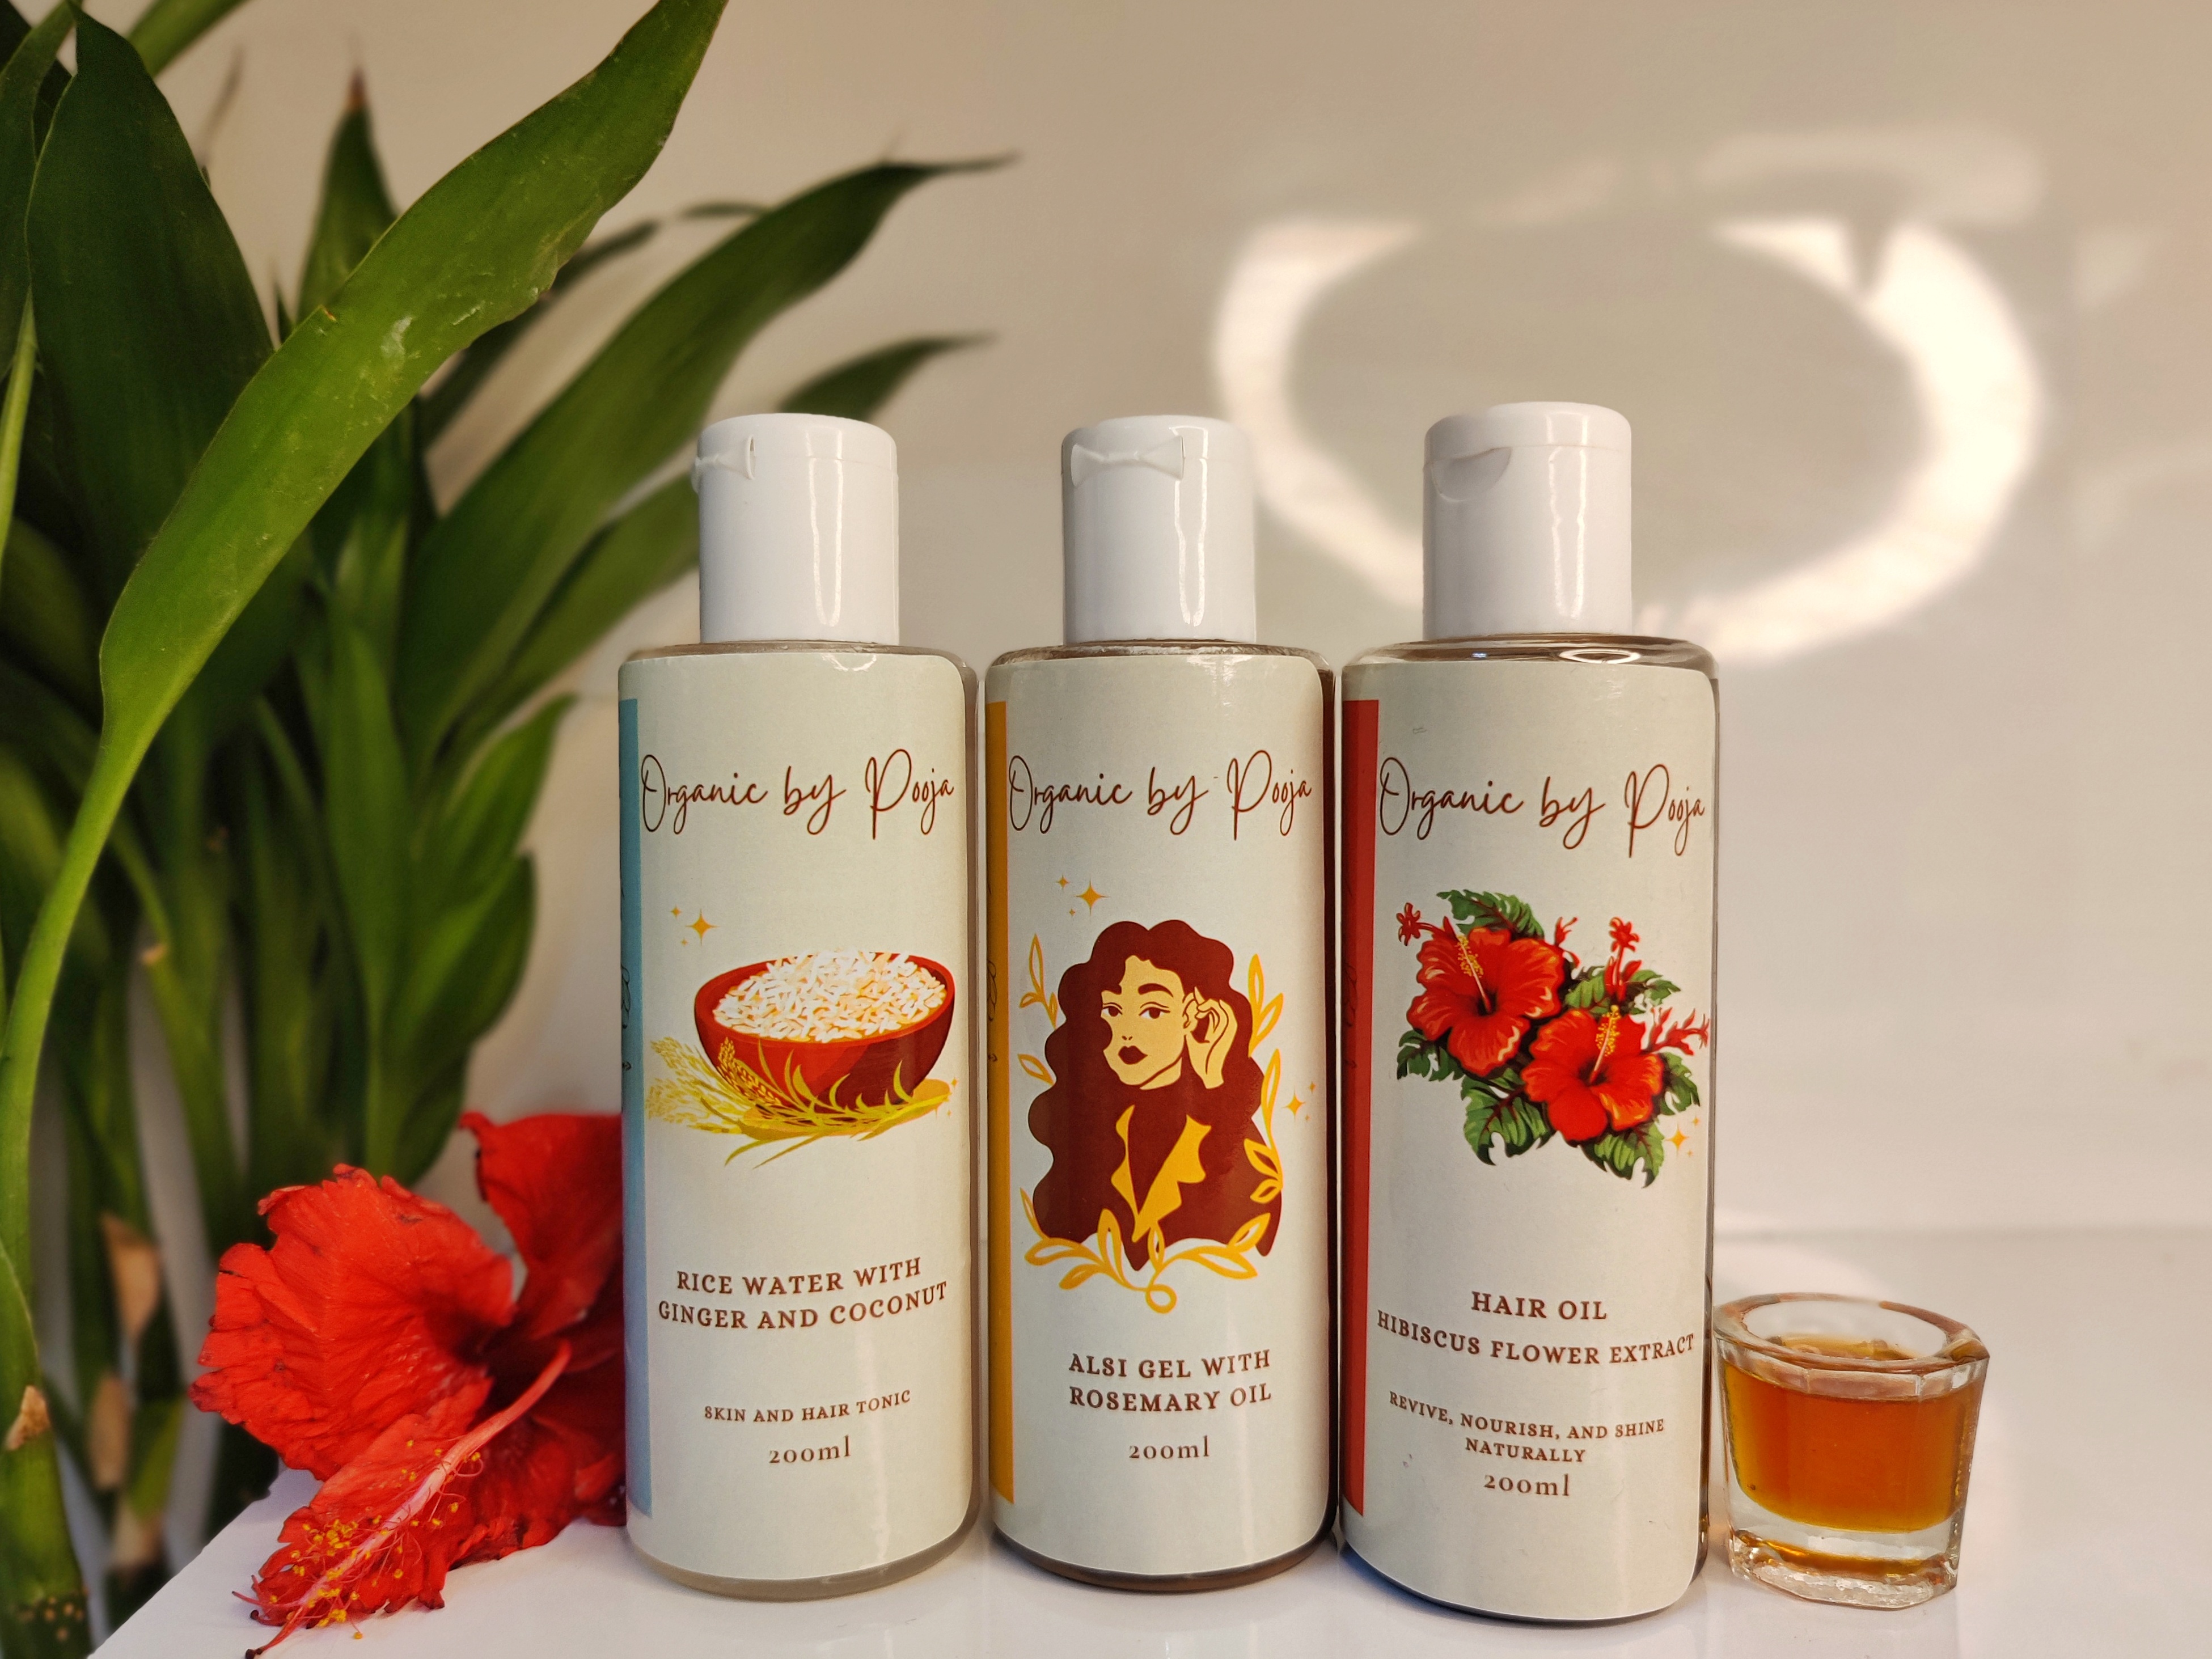 Organic by Pooja
RICE WATER WITH
GINGER AND COCONUT
SKIN AND HAIR TONIC
200ml
Organic by Pooja
ALSI GEL WITH
ROSEMARY OIL
200ml
Organic by Pooja
HAIR OIL
HIBISCUS FLOWER EXTRACT
REVIVE, NOURISH, AND SHINE
NATURALLY
200ml